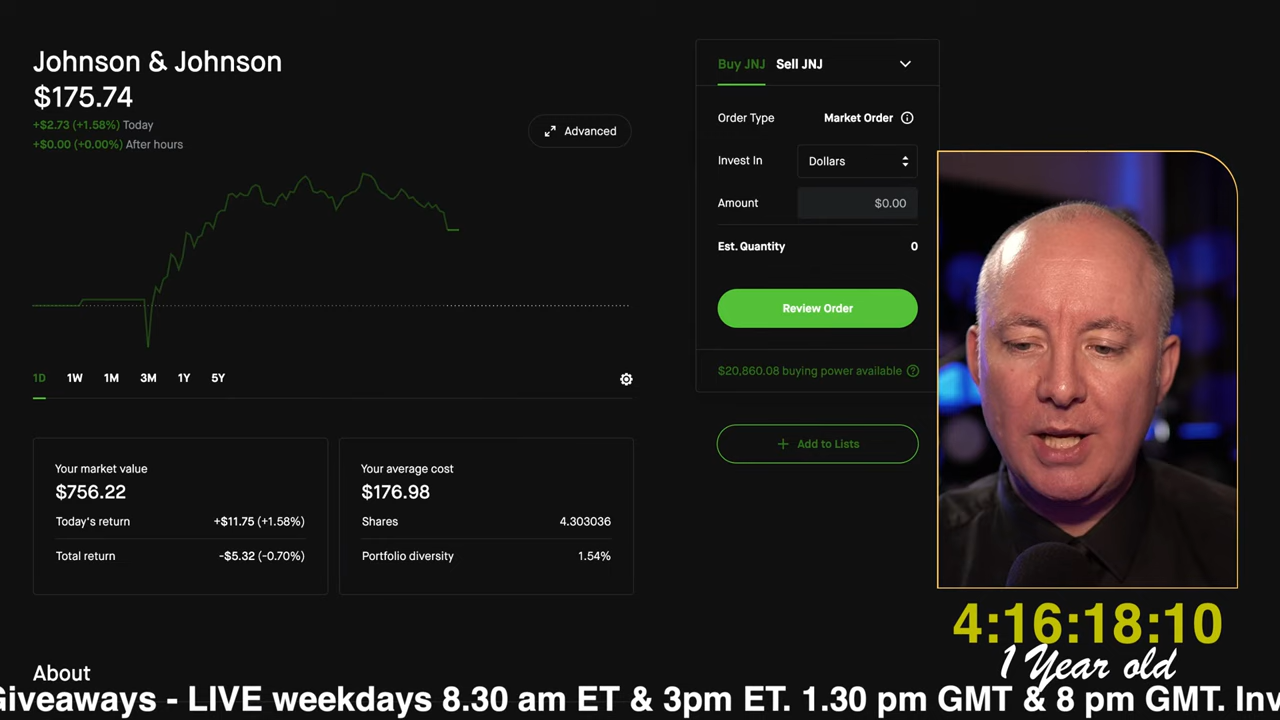 Johnson & Johnson
$175.74
+$2.73 (+1.58%) Today
+$0.00 (+0.00%) After hours
Advanced
1D 1W 1M 3M 1Y 5Y
Your market value
$756.22
Today's return +$11.75 (+1.58%)
Total return -$5.32 (-0.70%)
Your average cost
$176.98
Shares 4.303036
Portfolio diversity 1.54%
About
Buy JNJ Sell JNJ
Order Type Market Order
Invest In Dollars
Amount $0.00
Est. Quantity 0
Review Order
$20,860.08 buying power available
Add to Lists
4:16:18:10
1 Year old
Giveaways - LIVE weekdays 8.30 am ET & 3pm ET. 1.30 pm GMT & 8 pm GMT. Inv